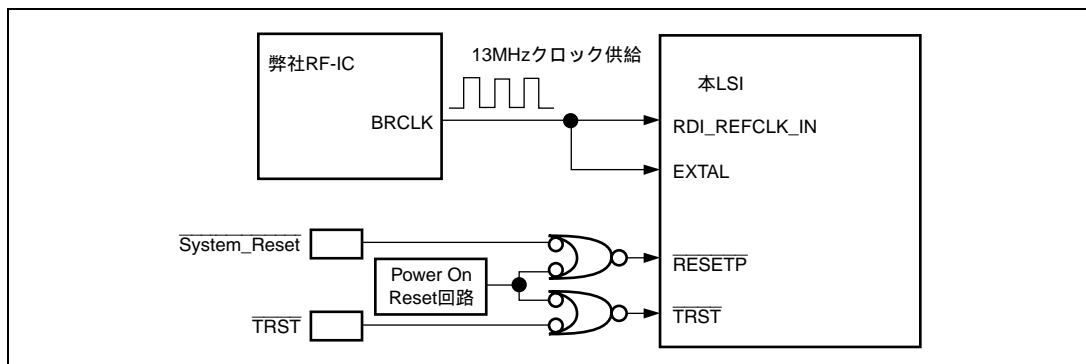 弊社RF-IC
13MHzクロック供給
本LSI
BRCLK
RDI_REFCLK_IN
EXTAL
System_Reset
Power On
Reset回路
RESETP
TRST
TRST